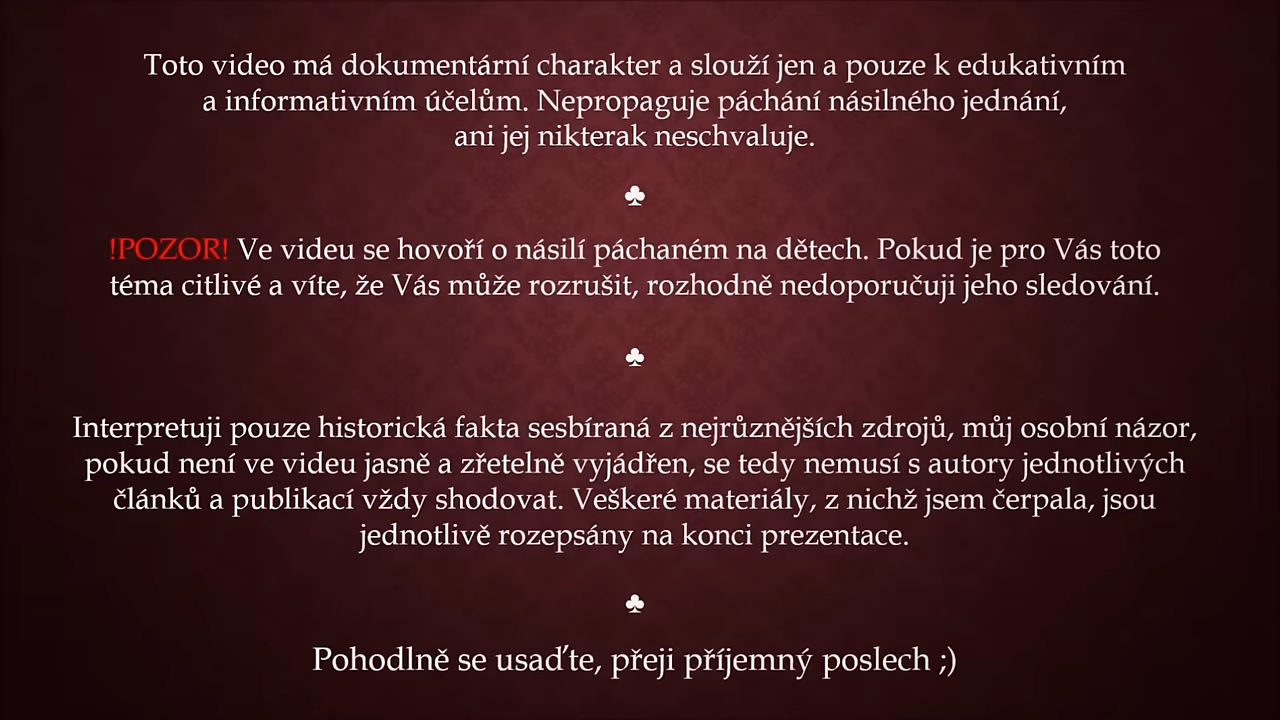 Toto video má dokumentární charakter a slouží jen a pouze k edukativním
a informativním účelům. Nepropaguje páchání násilného jednání,
ani jej nikterak neschvaluje.
♣
!POZOR! Ve videu se hovoří o násilí páchaném na dětech. Pokud je pro Vás toto
téma citlivé a víte, že Vás může rozrušit, rozhodně nedoporučuji jeho sledování.
♣
Interpretuji pouze historická fakta sesbíraná z nejrůznějších zdrojů, můj osobní názor,
pokud není ve videu jasně a zřetelně vyjádřen, se tedy nemusí s autory jednotlivých
článků a publikací vždy shodovat. Veškeré materiály, z nichž jsem čerpala, jsou
jednotlivě rozepsány na konci prezentace.
♣
Pohodlně se usaďte, přeji příjemný poslech ;)